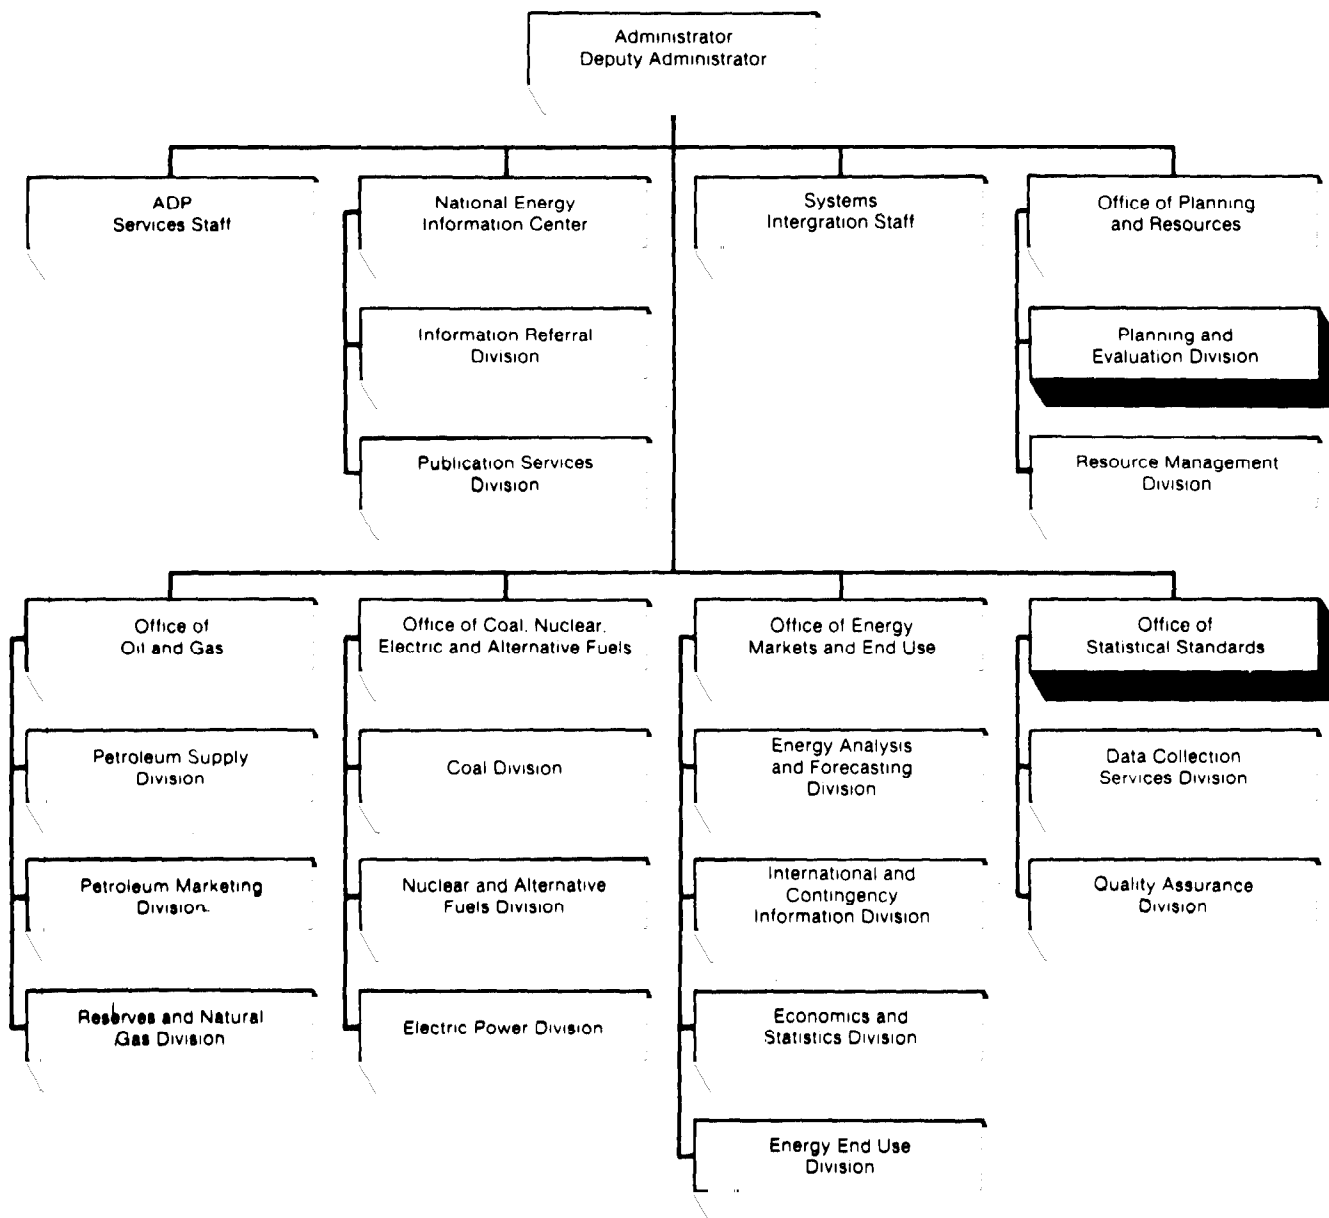 Administrator
Deputy Administrator
ADP
Services Staff
National Energy
Information Center
Systems
Intergration Staff
Office of Planning
and Resources
Information Referral
Division
Planning and
Evaluation Division
Publication Services
Division
Resource Management
Division
Office of
Oil and Gas
Office of Coal, Nuclear,
Electric and Alternative Fuels
Office of Energy
Markets and End Use
Office of
Statistical Standards
Petroleum Supply
Division
Coal Division
Energy Analysis
and Forecasting
Division
Data Collection
Services Division
Petroleum Marketing
Division
Nuclear and Alternative
Fuels Division
International and
Contingency
Information Division
Quality Assurance
Division
Reserves and Natural
Gas Division
Electric Power Division
Economics and
Statistics Division
Energy End Use
Division